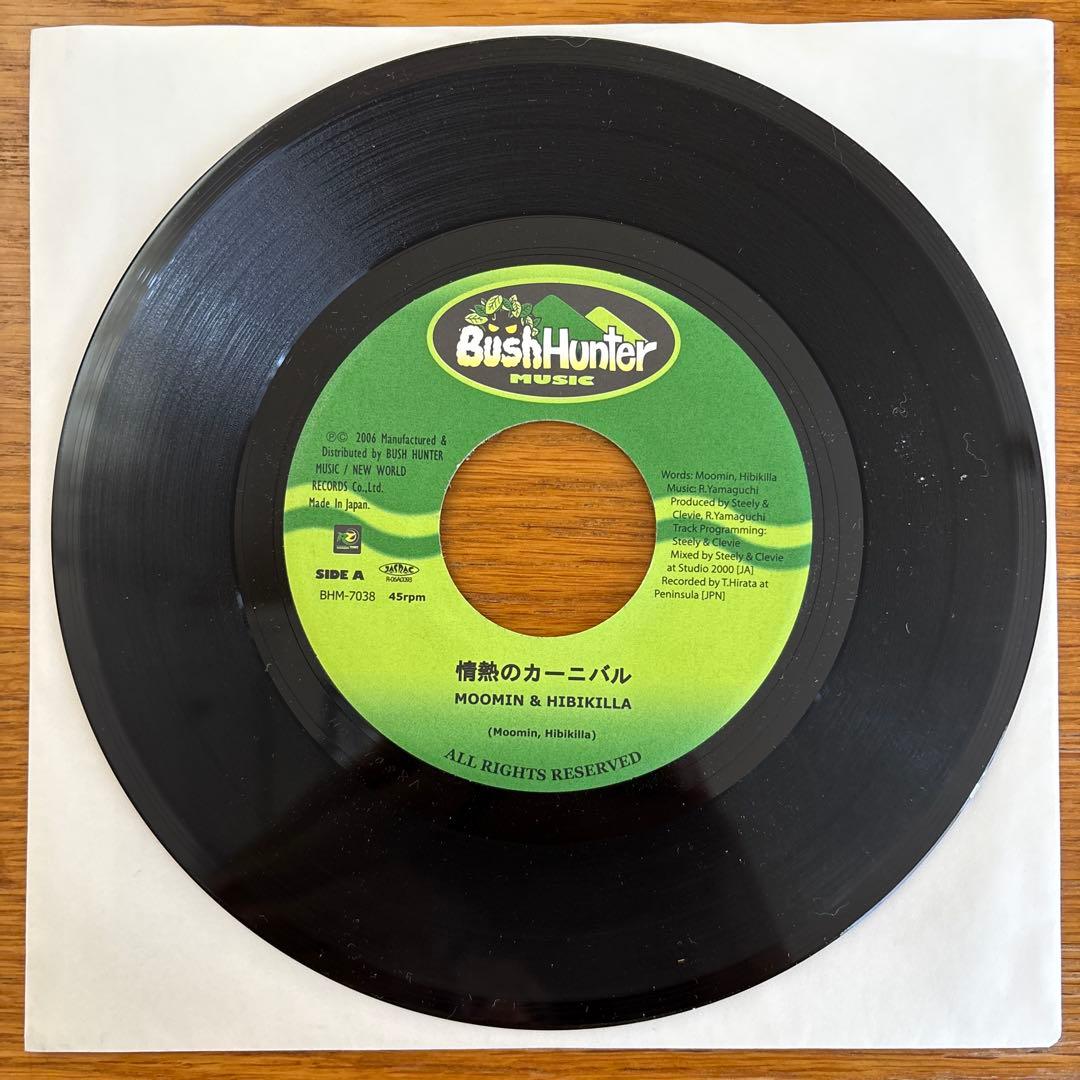 BushHunter
MUSIC
℗© 2006 Manufactured &
Distributed by BUSH HUNTER
MUSIC / NEW WORLD
RECORDS Co.,Ltd.
Made In Japan.
SIDE A
JASRAC
R-06A0093
BHM-7038 45rpm
Words: Moomin, Hibikilla
Music: R.Yamaguchi
Produced by Steely &
Clevie, R.Yamaguchi
Track Programming:
Steely & Clevie
Mixed by Steely & Clevie
at Studio 2000 [JA]
Recorded by T.Hirata at
Peninsula [JPN]
情熱のカーニバル
MOOMIN & HIBIKILLA
(Moomin, Hibikilla)
ALL RIGHTS RESERVED